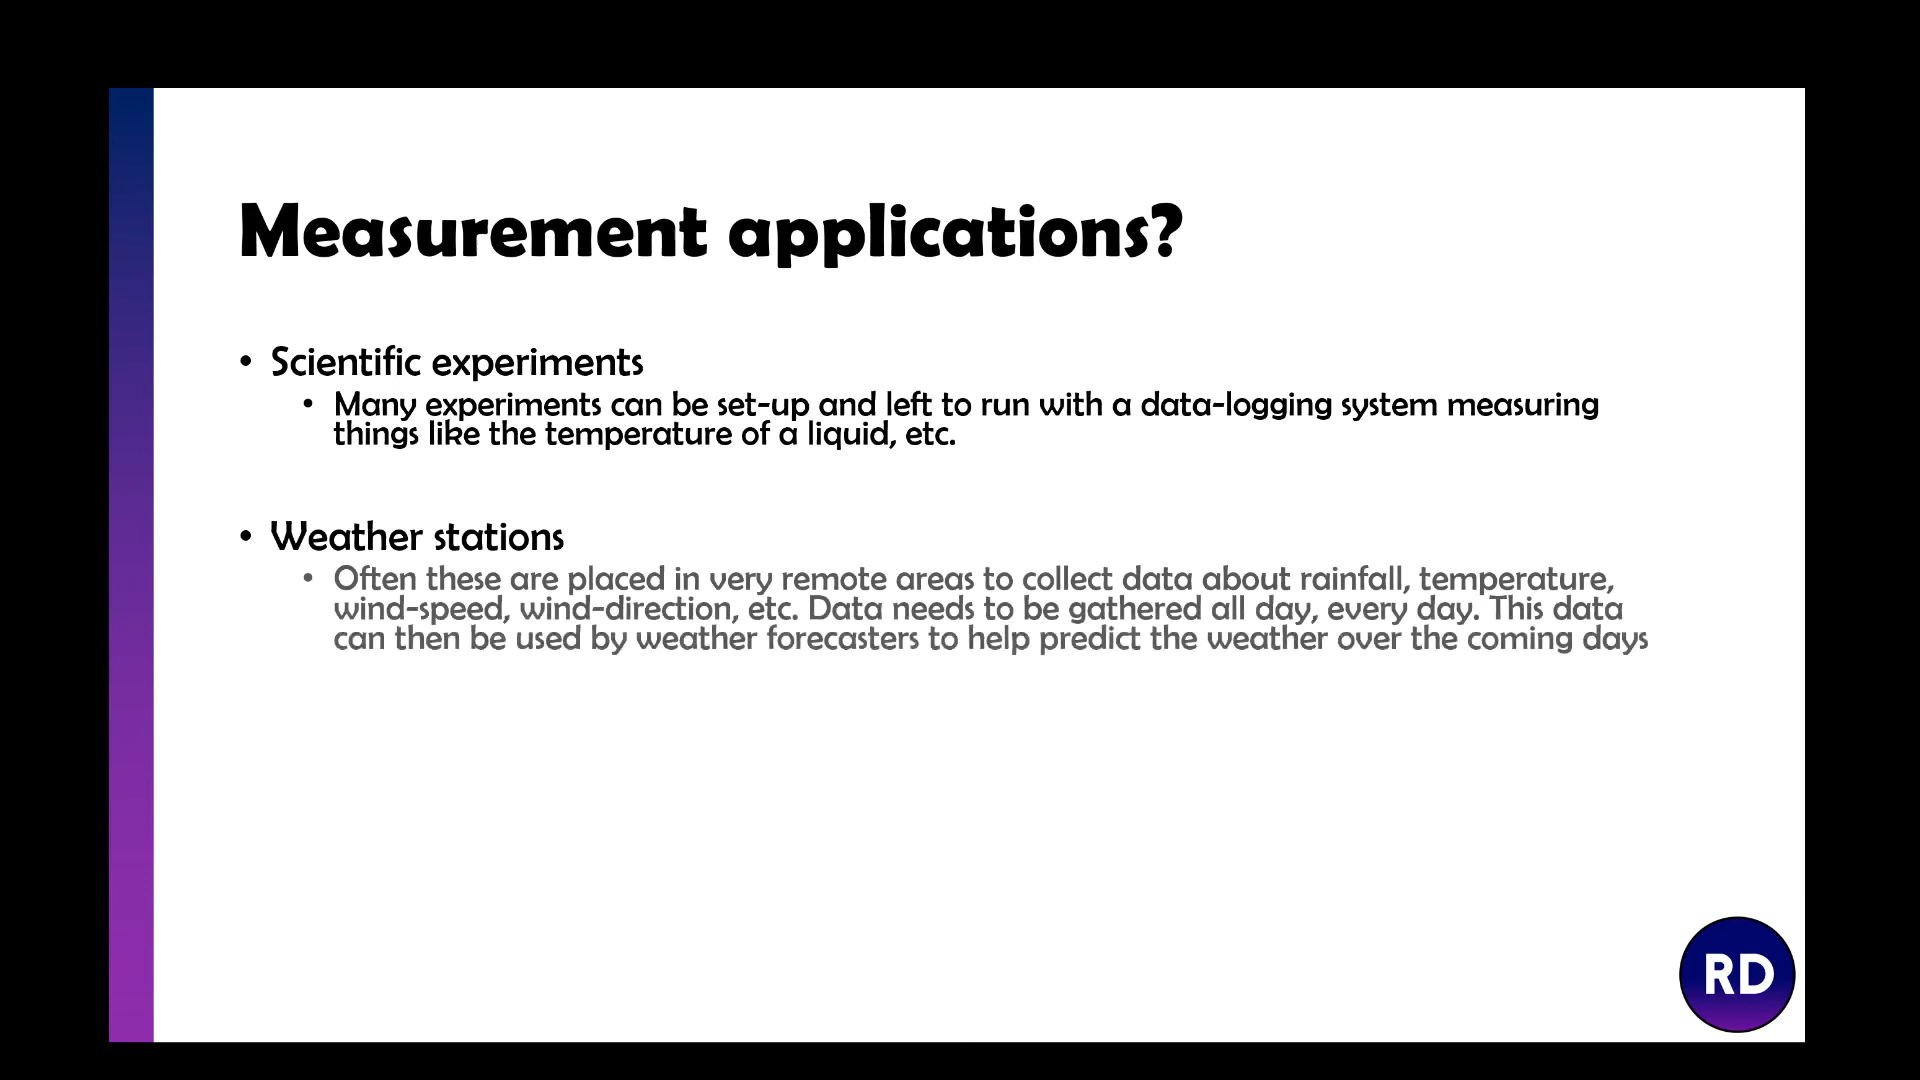 Measurement applications?
• Scientific experiments
• Many experiments can be set-up and left to run with a data-logging system measuring
things like the temperature of a liquid, etc.
• Weather stations
• Often these are placed in very remote areas to collect data about rainfall, temperature,
wind-speed, wind-direction, etc. Data needs to be gathered all day, every day. This data
can then be used by weather forecasters to help predict the weather over the coming days
RD